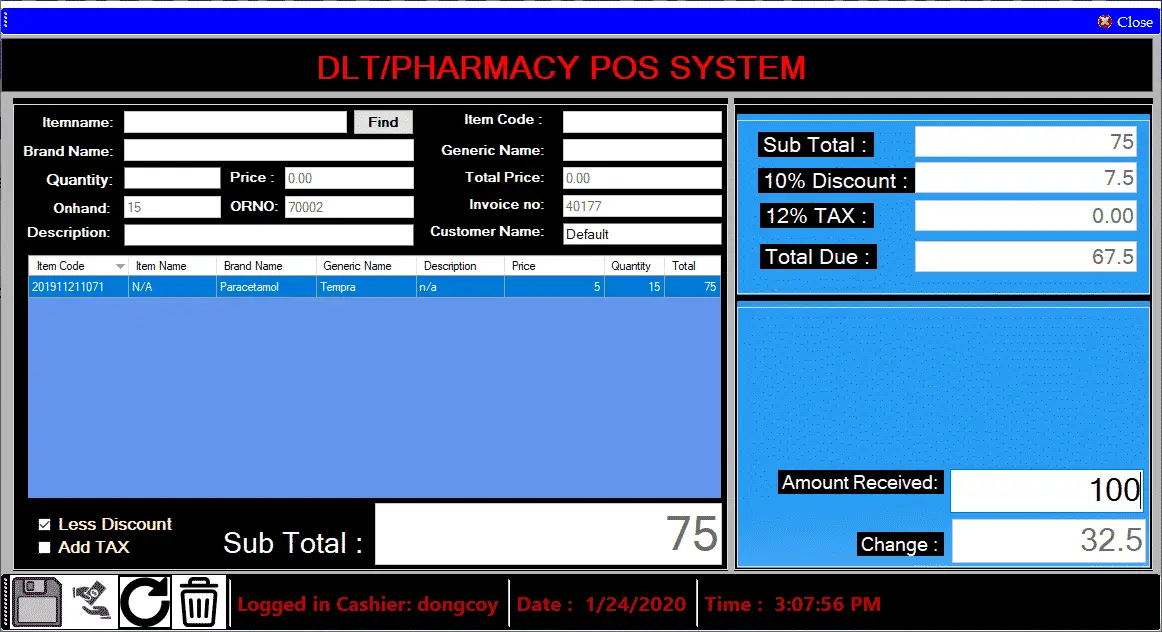 Close
DLT/PHARMACY POS SYSTEM
Itemname: Find Item Code :
Brand Name: Generic Name:
Quantity: Price : 0.00 Total Price: 0.00
Onhand: 15 ORNO: 70002 Invoice no: 40177
Description: Customer Name: Default
Item Code Item Name Brand Name Generic Name Description Price Quantity Total
201911211071 N/A Paracetamol Tempra n/a 5 15 75
Less Discount
Add TAX
Sub Total : 75
Sub Total : 75
10% Discount : 7.5
12% TAX : 0.00
Total Due : 67.5
Amount Received: 100
Change : 32.5
Logged in Cashier: dongcoy Date : 1/24/2020 Time : 3:07:56 PM